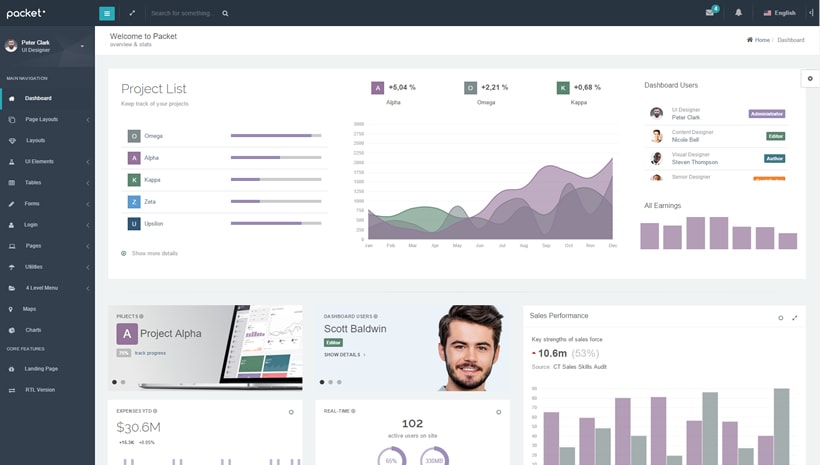 packet
Search for something...
4
English
Peter Clark
UI Designer
Welcome to Packet
overview & stats
Home / Dashboard
MAIN NAVIGATION
Dashboard
Page Layouts
Layouts
UI Elements
Tables
Forms
Login
Pages
Utilities
4 Level Menu
Maps
Charts
CORE FEATURES
Landing Page
RTL Version
Project List
Keep track of your projects
O Omega
A Alpha
K Kappa
Z Zeta
U Upsilon
Show more details
A +5,04 %
Alpha
O +2,21 %
Omega
K +0,68 %
Kappa
3000
2750
2500
2250
2000
1750
1500
1250
1000
750
500
250
0
Jan Feb Mar Apr May Jun Jul Aug Sep Oct Nov Dec
Dashboard Users
UI Designer
Peter Clark
Administrator
Content Designer
Nicole Bell
Editor
Visual Designer
Steven Thompson
Author
Senior Designer
All Earnings
PROJECTS
A Project Alpha
70% track progress
DASHBOARD USERS
Scott Baldwin
Editor
SHOW DETAILS
Sales Performance
Key strengths of sales force
10.6m (53%)
Source: CT Sales Skills Audit
90
80
70
60
50
40
30
20
10
EXPENSES YTD
$30.6M
+15.3K +0.05%
REAL-TIME
102
active users on site
65%
330MB